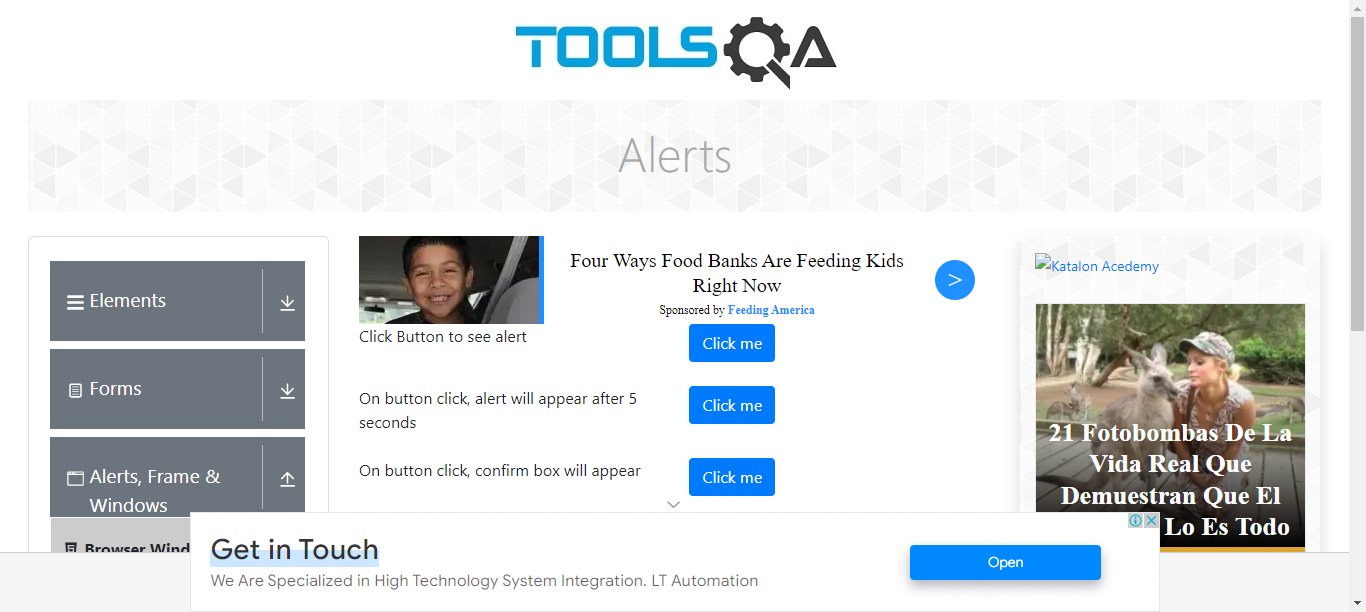 TOOLSQA
Alerts
Elements
Forms
Alerts, Frame &
Windows
Four Ways Food Banks Are Feeding Kids
Right Now
Sponsored by Feeding America
>
Click Button to see alert
Click me
On button click, alert will appear after 5
seconds
Click me
On button click, confirm box will appear
Click me
Katalon Acedemy
21 Fotobombas De La
Vida Real Que
Demuestran Que El
Lo Es Todo
Get in Touch
We Are Specialized in High Technology System Integration. LT Automation
Open